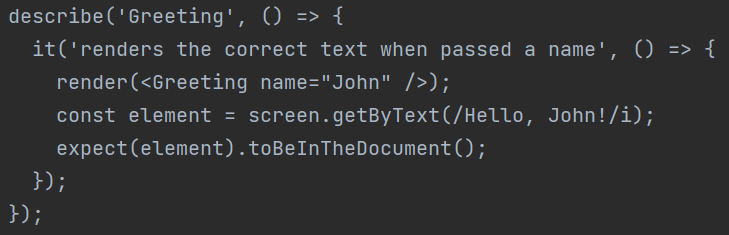 describe('Greeting', () => {
  it('renders the correct text when passed a name', () => {
    render(<Greeting name="John" />);
    const element = screen.getByText(/Hello, John!/i);
    expect(element).toBeInTheDocument();
  });
});